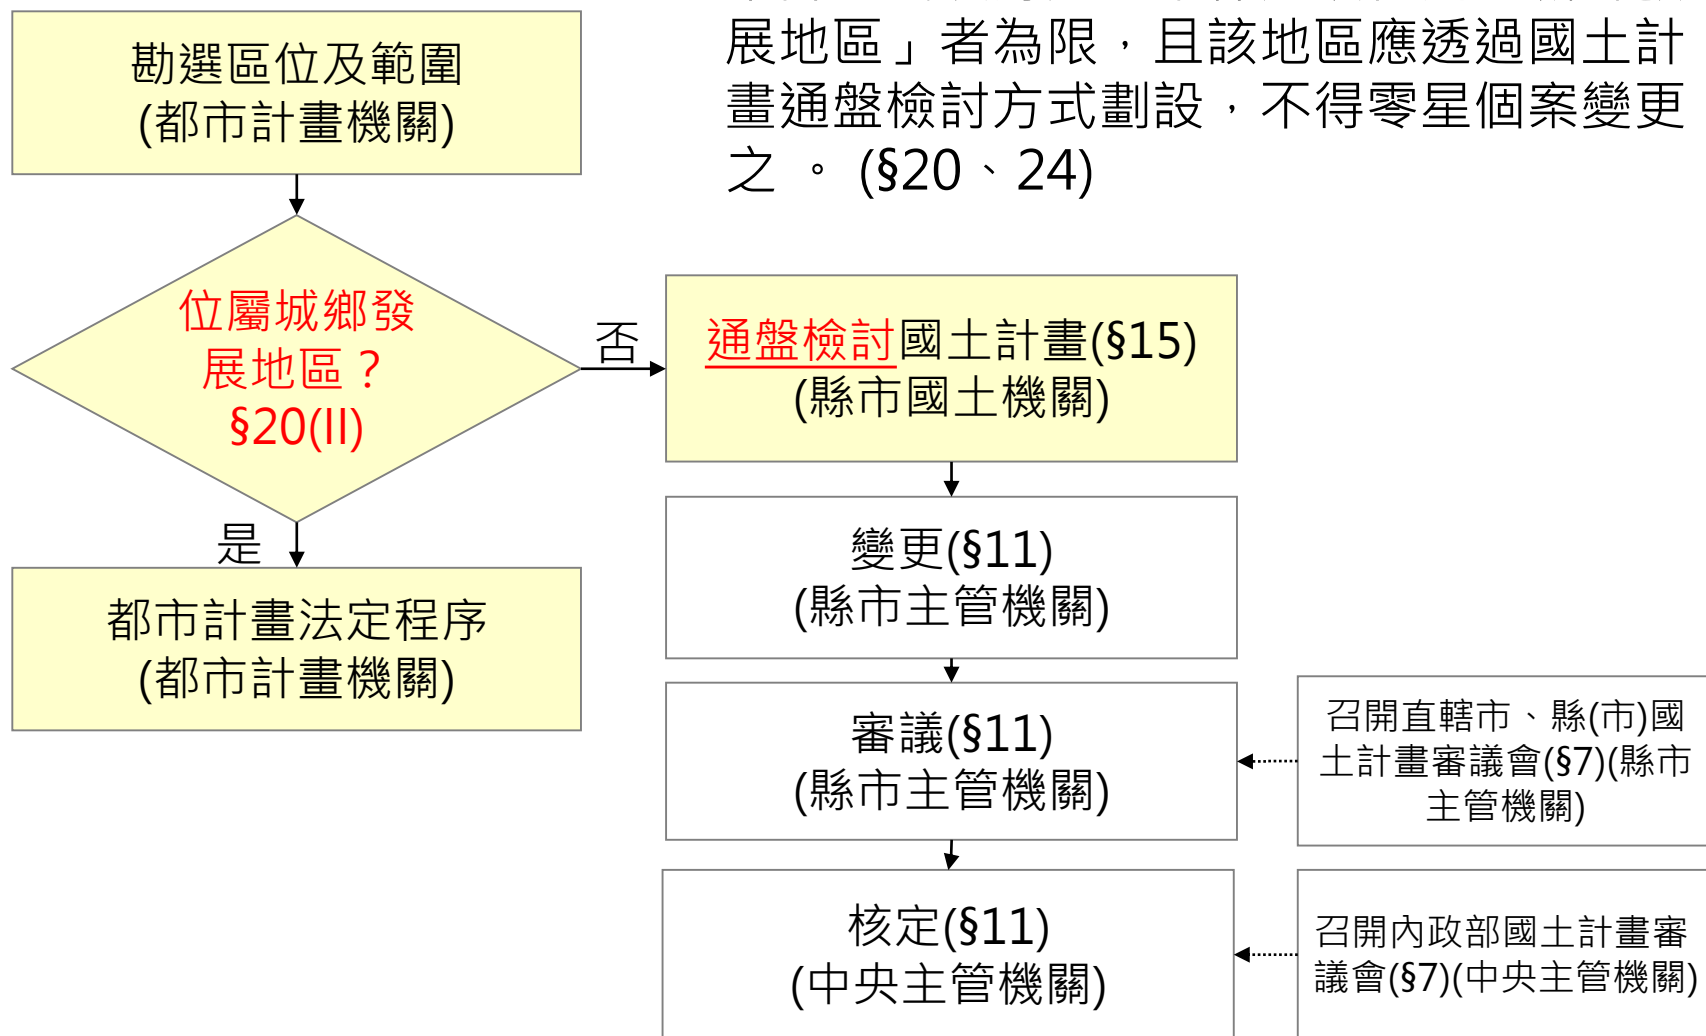 展地區」者為限，且該地區應透過國土計
畫通盤檢討方式劃設，不得零星個案變更
之 。 (§20、24)
勘選區位及範圍
(都市計畫機關)
位屬城鄉發
展地區？
§20(II)
否
是
都市計畫法定程序
(都市計畫機關)
通盤檢討國土計畫(§15)
(縣市國土機關)
變更(§11)
(縣市主管機關)
審議(§11)
(縣市主管機關)
召開直轄市、縣(市)國
土計畫審議會(§7)(縣市
主管機關)
核定(§11)
(中央主管機關)
召開內政部國土計畫審
議會(§7)(中央主管機關)